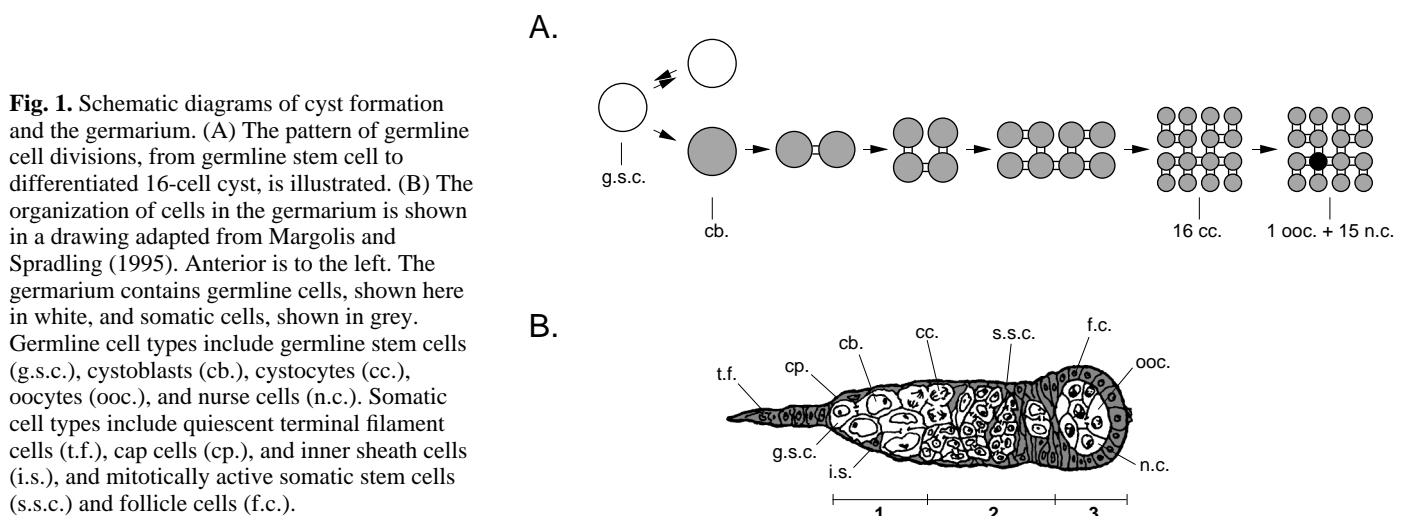 Fig. 1. Schematic diagrams of cyst formation
and the germarium. (A) The pattern of germline
cell divisions, from germline stem cell to
differentiated 16-cell cyst, is illustrated. (B) The
organization of cells in the germarium is shown
in a drawing adapted from Margolis and
Spradling (1995). Anterior is to the left. The
germarium contains germline cells, shown here
in white, and somatic cells, shown in grey.
Germline cell types include germline stem cells
(g.s.c.), cystoblasts (cb.), cystocytes (cc.),
oocytes (ooc.), and nurse cells (n.c.). Somatic
cell types include quiescent terminal filament
cells (t.f.), cap cells (cp.), and inner sheath cells
(i.s.), and mitotically active somatic stem cells
(s.s.c.) and follicle cells (f.c.).
A.
g.s.c.
cb.
16 cc.
1 ooc. + 15 n.c.
B.
t.f.
cp.
cb.
cc.
s.s.c.
f.c.
ooc.
g.s.c.
i.s.
n.c.
1 2 3